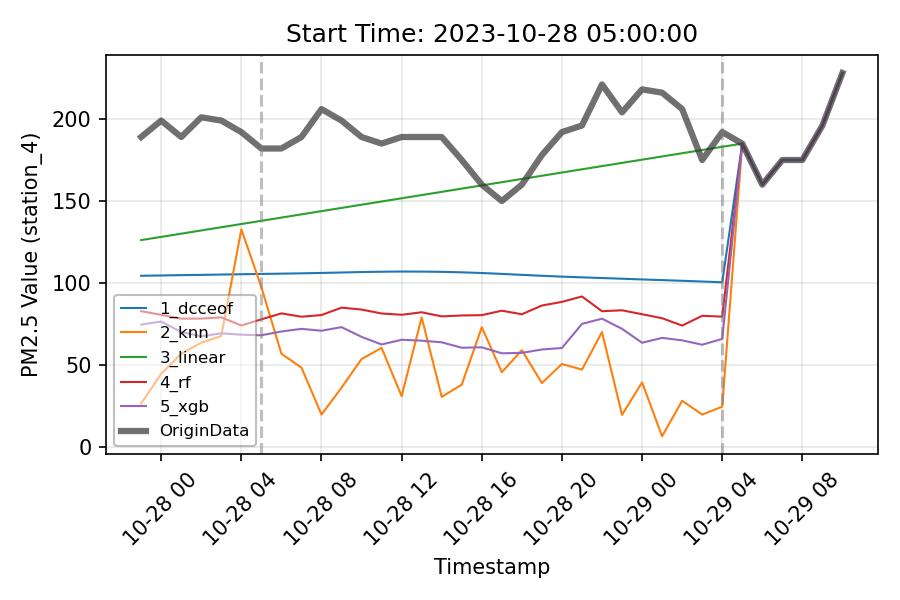 Start Time: 2023-10-28 05:00:00
PM2.5 Value (station_4)
200
150
100
50
0
1_dcceof
2_knn
3_linear
4_rf
5_xgb
OriginData
10-28 00
10-28 04
10-28 08
10-28 12
10-28 16
10-28 20
10-29 00
10-29 04
10-29 08
Timestamp